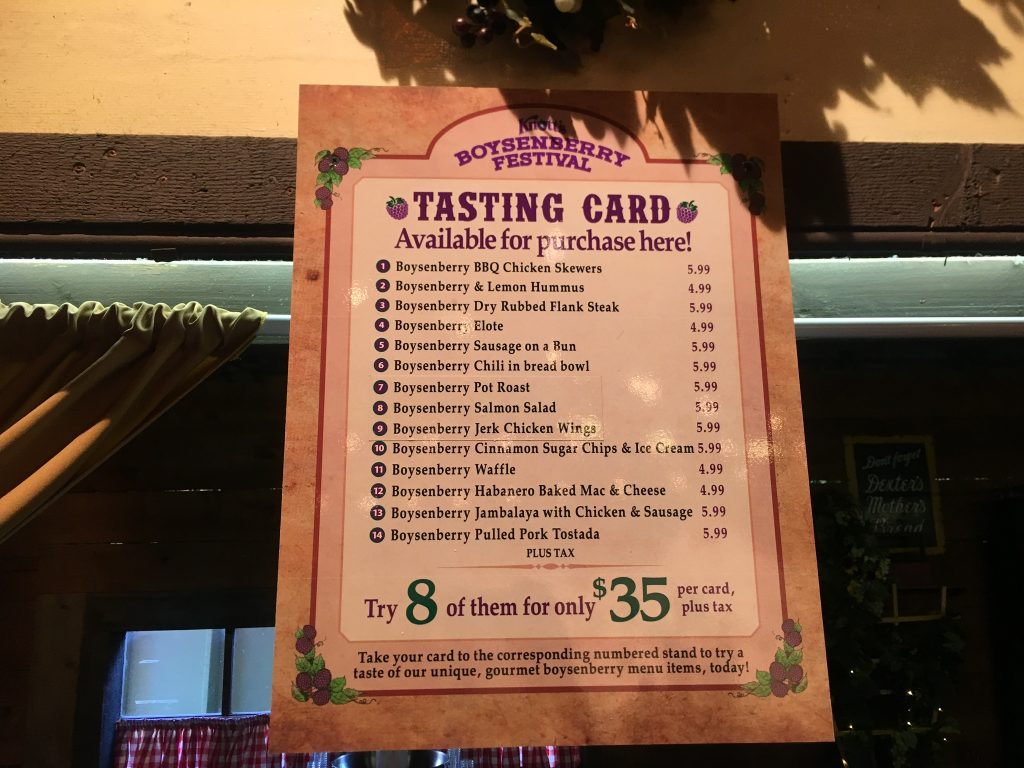 Knott's
BOYSENBERRY
FESTIVAL
TASTING CARD
Available for purchase here!
1 Boysenberry BBQ Chicken Skewers 5.99
2 Boysenberry & Lemon Hummus 4.99
3 Boysenberry Dry Rubbed Flank Steak 5.99
4 Boysenberry Elote 4.99
5 Boysenberry Sausage on a Bun 5.99
6 Boysenberry Chili in bread bowl 5.99
7 Boysenberry Pot Roast 5.99
8 Boysenberry Salmon Salad 5.99
9 Boysenberry Jerk Chicken Wings 5.99
10 Boysenberry Cinnamon Sugar Chips & Ice Cream 5.99
11 Boysenberry Waffle 4.99
12 Boysenberry Habanero Baked Mac & Cheese 4.99
13 Boysenberry Jambalaya with Chicken & Sausage 5.99
14 Boysenberry Pulled Pork Tostada 5.99
PLUS TAX
Try 8 of them for only $35 per card,
plus tax
Take your card to the corresponding numbered stand to try a
taste of our unique, gourmet boysenberry menu items, today!
Dont forget
Dexter's
Mother's
Bread